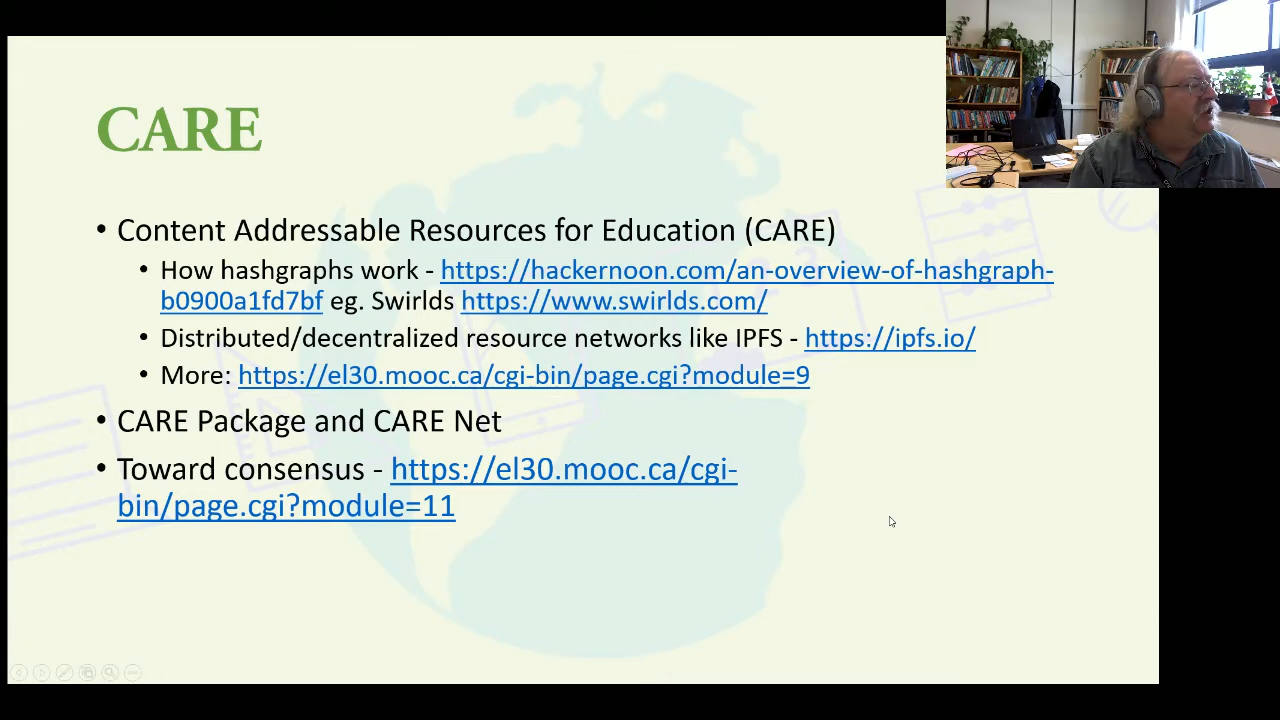 CARE
• Content Addressable Resources for Education (CARE)
• How hashgraphs work - https://hackernoon.com/an-overview-of-hashgraph-
b0900a1fd7bf eg. Swirlds https://www.swirlds.com/
• Distributed/decentralized resource networks like IPFS - https://ipfs.io/
• More: https://el30.mooc.ca/cgi-bin/page.cgi?module=9
• CARE Package and CARE Net
• Toward consensus - https://el30.mooc.ca/cgi-
bin/page.cgi?module=11